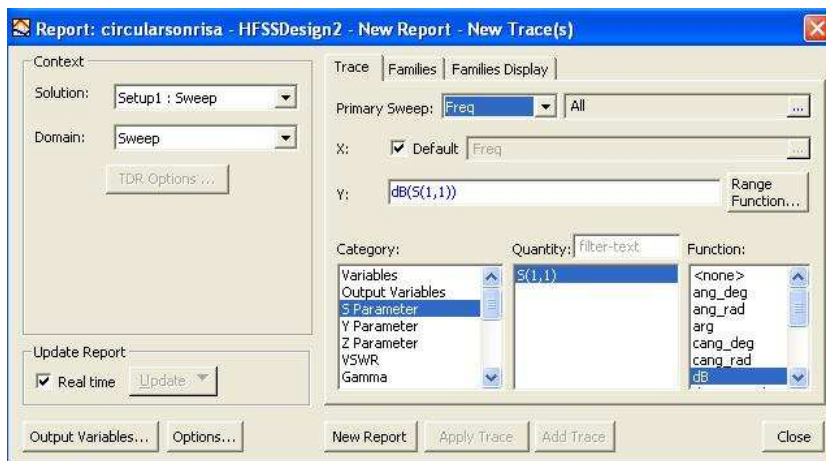 Report: circularsonrisa - HFSSDesign2 - New Report - New Trace(s)
Context
Solution: Setup1 : Sweep
Domain: Sweep
TDR Options ...
Update Report
Real time Update
Output Variables... Options...
Trace Families Families Display
Primary Sweep: Freq All ...
X: Default Freq ...
Y: dB(S(1,1)) Range Function...
Category: Quantity: filter-text Function:
Variables
Output Variables
S Parameter
Y Parameter
Z Parameter
VSWR
Gamma
S(1,1)
<none>
ang_deg
ang_rad
arg
cang_deg
cang_rad
dB
New Report Apply Trace Add Trace Close